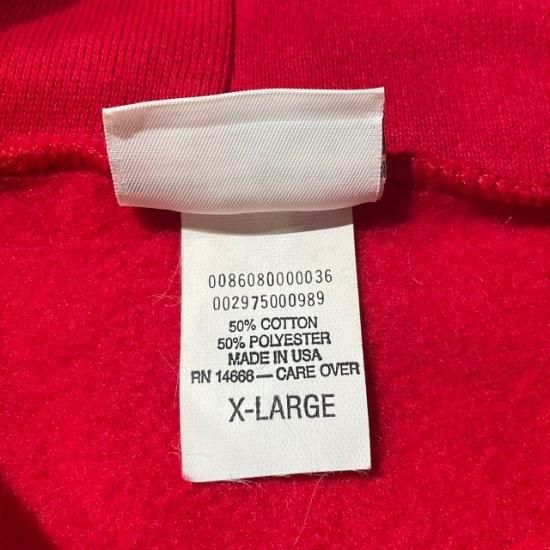 0086080000036
002975000989
50% COTTON
50% POLYESTER
MADE IN USA
RN 14666 — CARE OVER
X-LARGE